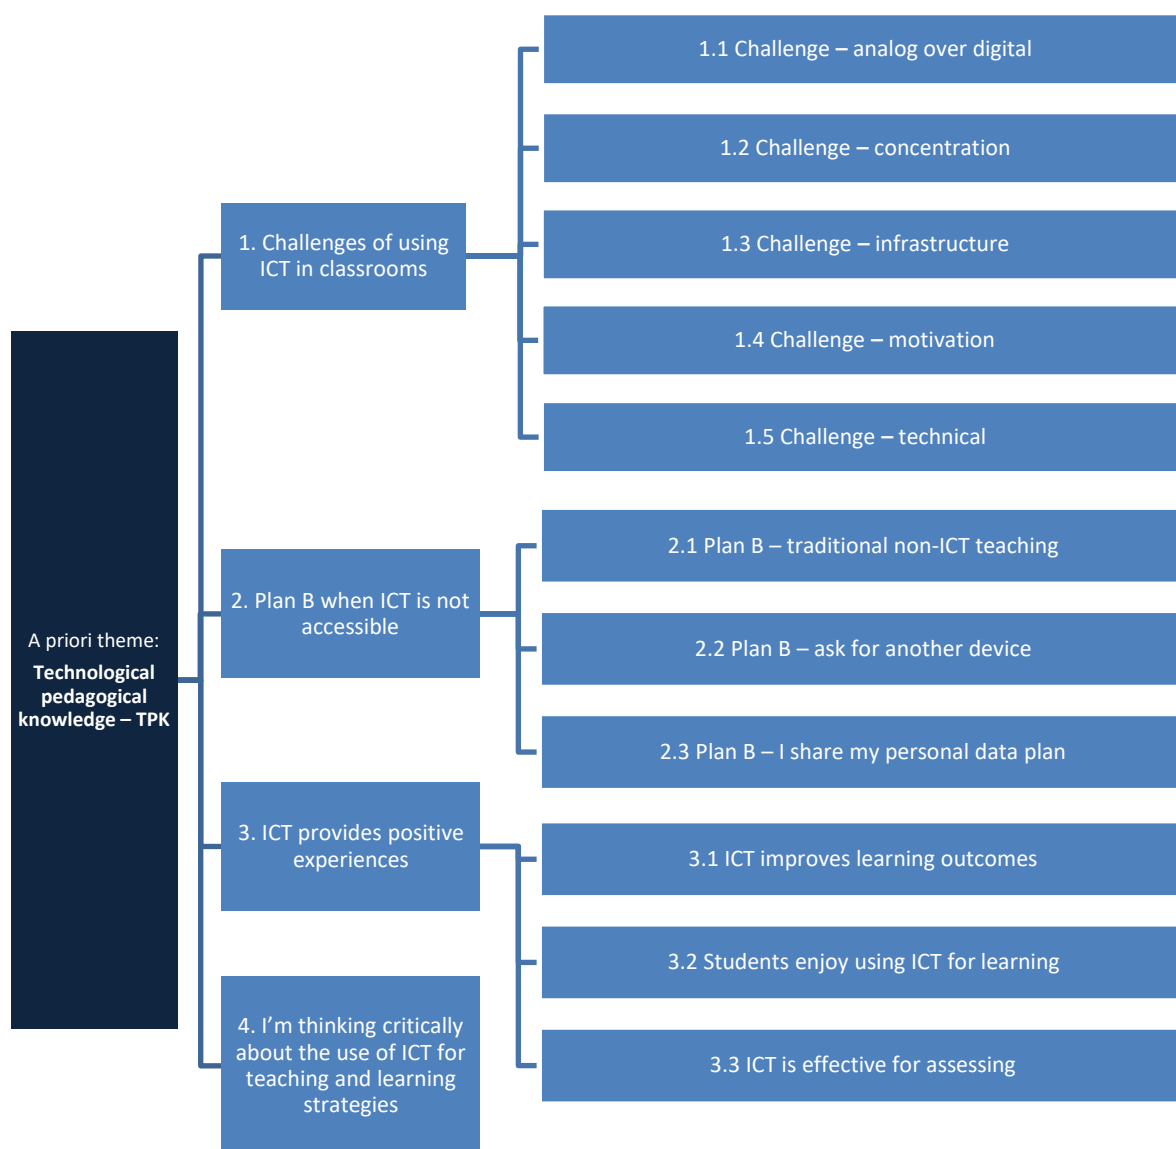 A priori theme:
Technological
pedagogical
knowledge – TPK
1. Challenges of using
ICT in classrooms
1.1 Challenge – analog over digital
1.2 Challenge – concentration
1.3 Challenge – infrastructure
1.4 Challenge – motivation
1.5 Challenge – technical
2. Plan B when ICT is not
accessible
2.1 Plan B – traditional non-ICT teaching
2.2 Plan B – ask for another device
2.3 Plan B – I share my personal data plan
3. ICT provides positive
experiences
3.1 ICT improves learning outcomes
3.2 Students enjoy using ICT for learning
3.3 ICT is effective for assessing
4. I’m thinking critically
about the use of ICT for
teaching and learning
strategies